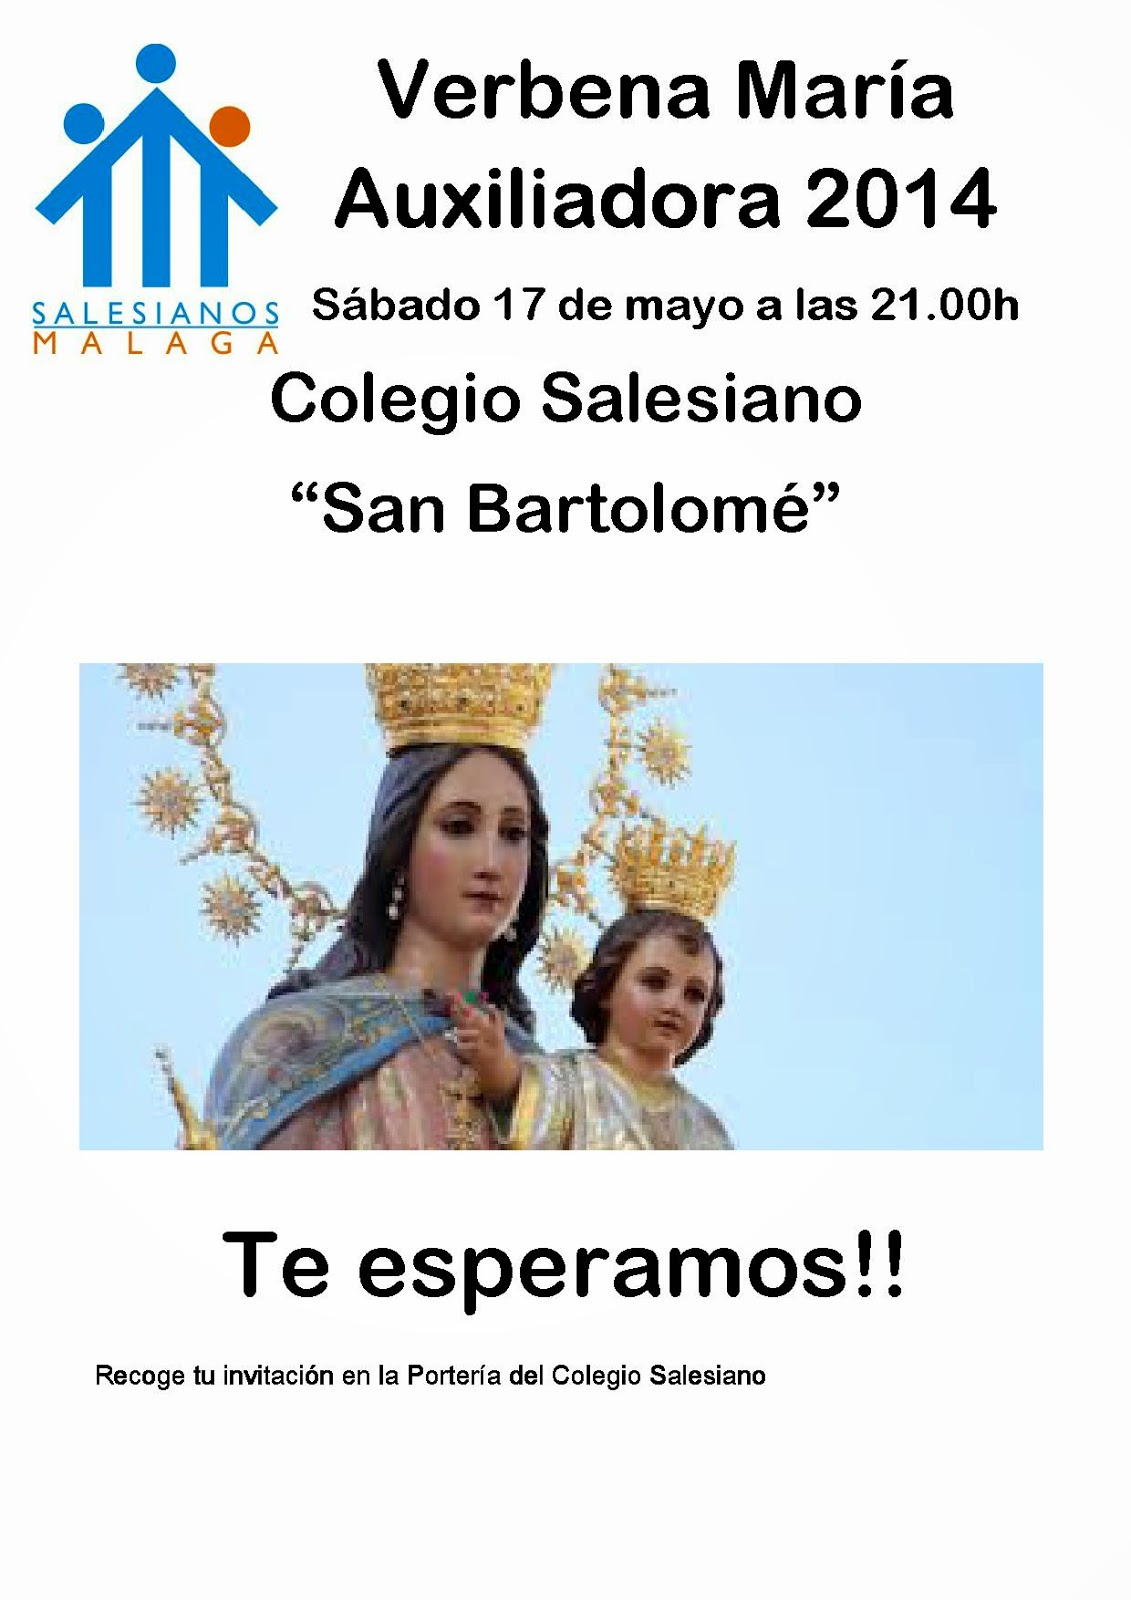 Verbena María
Auxiliadora 2014
Sábado 17 de mayo a las 21.00h
SALESIANOS
MALAGA
Colegio Salesiano
“San Bartolomé”
Te esperamos!!
Recoge tu invitación en la Portería del Colegio Salesiano